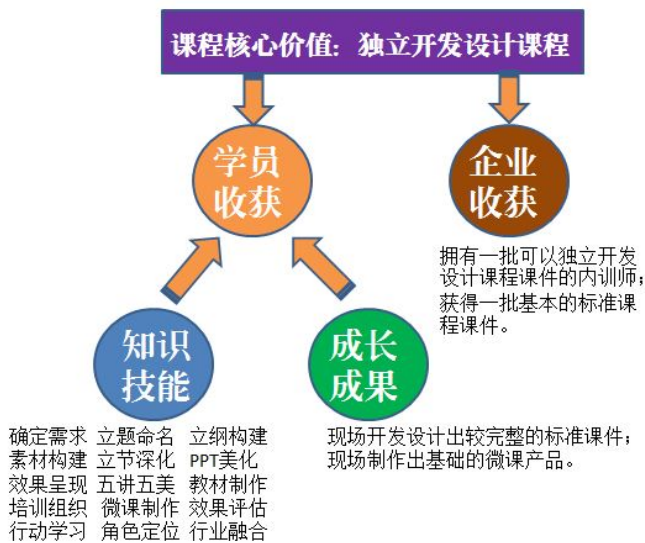 课程核心价值：独立开发设计课程
学员
收获
企业
收获
拥有一批可以独立开发
设计课程课件的内训师；
获得一批基本的标准课
程课件。
知识
技能
成长
成果
确定需求 立题命名 立纲构建
素材构建 立节深化 PPT美化
效果呈现 五讲五美 教材制作
培训组织 微课制作 效果评估
行动学习 角色定位 行业融合
现场开发设计出较完整的标准课件；
现场制作出基础的微课产品。